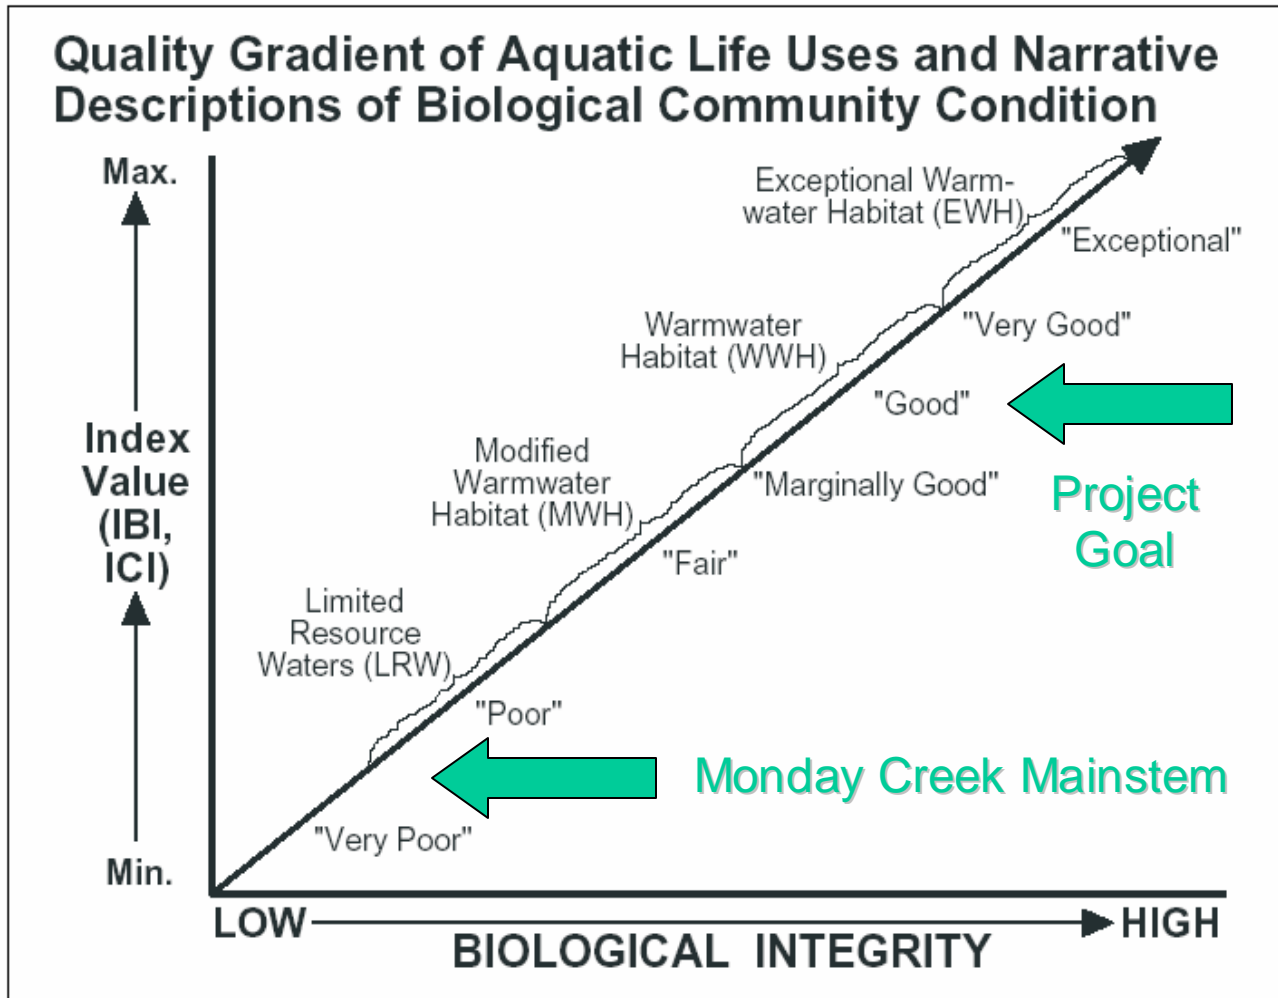 Quality Gradient of Aquatic Life Uses and Narrative
Descriptions of Biological Community Condition
Max.
Index
Value
(IBI,
ICI)
Min.
Exceptional Warm-
water Habitat (EWH)
"Exceptional"
Warmwater
Habitat (WWH)
"Very Good"
"Good"
Modified
Warmwater
Habitat (MWH)
"Marginally Good"
Project
Goal
"Fair"
Limited
Resource
Waters (LRW)
"Poor"
Monday Creek Mainstem
"Very Poor"
LOW
HIGH
BIOLOGICAL INTEGRITY